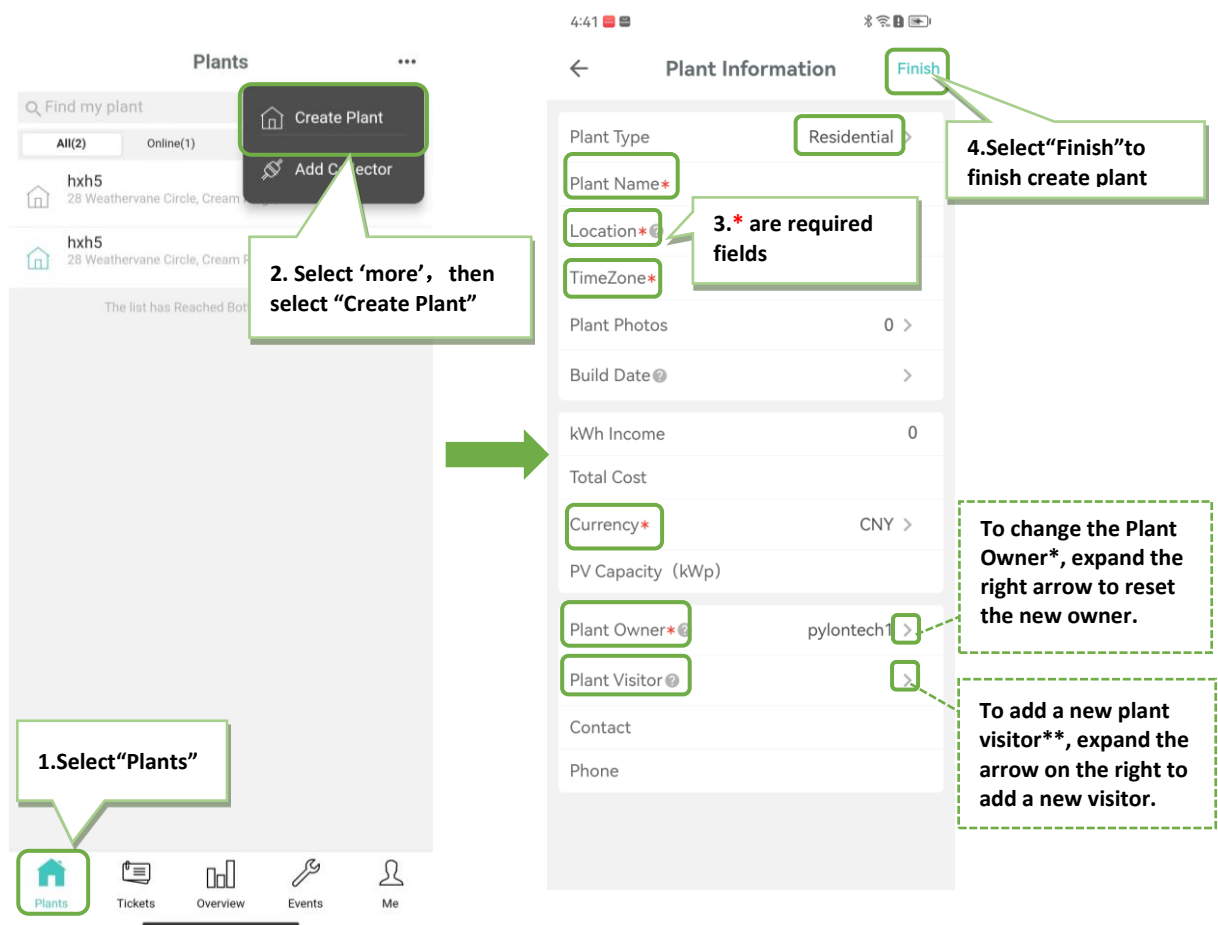 Plants
Find my plant
All(2)
Online(1)
Create Plant
Add Co ector
hxh5
28 Weathervane Circle, Cream
hxh5
28 Weathervane Circle, Cream
The list has Reached Bot
2. Select ‘more’， then
select “Create Plant”
1.Select“Plants”
Plants
Tickets
Overview
Events
Me
4:41
Plant Information
Finish
Plant Type
Residential
Plant Name*
Location*
TimeZone*
Plant Photos
0
Build Date
3.* are required
fields
4.Select“Finish”to
finish create plant
kWh Income
0
Total Cost
Currency*
CNY
PV Capacity（kWp）
Plant Owner*
pylontech1
Plant Visitor
Contact
Phone
To change the Plant
Owner*, expand the
right arrow to reset
the new owner.
To add a new plant
visitor**, expand the
arrow on the right to
add a new visitor.